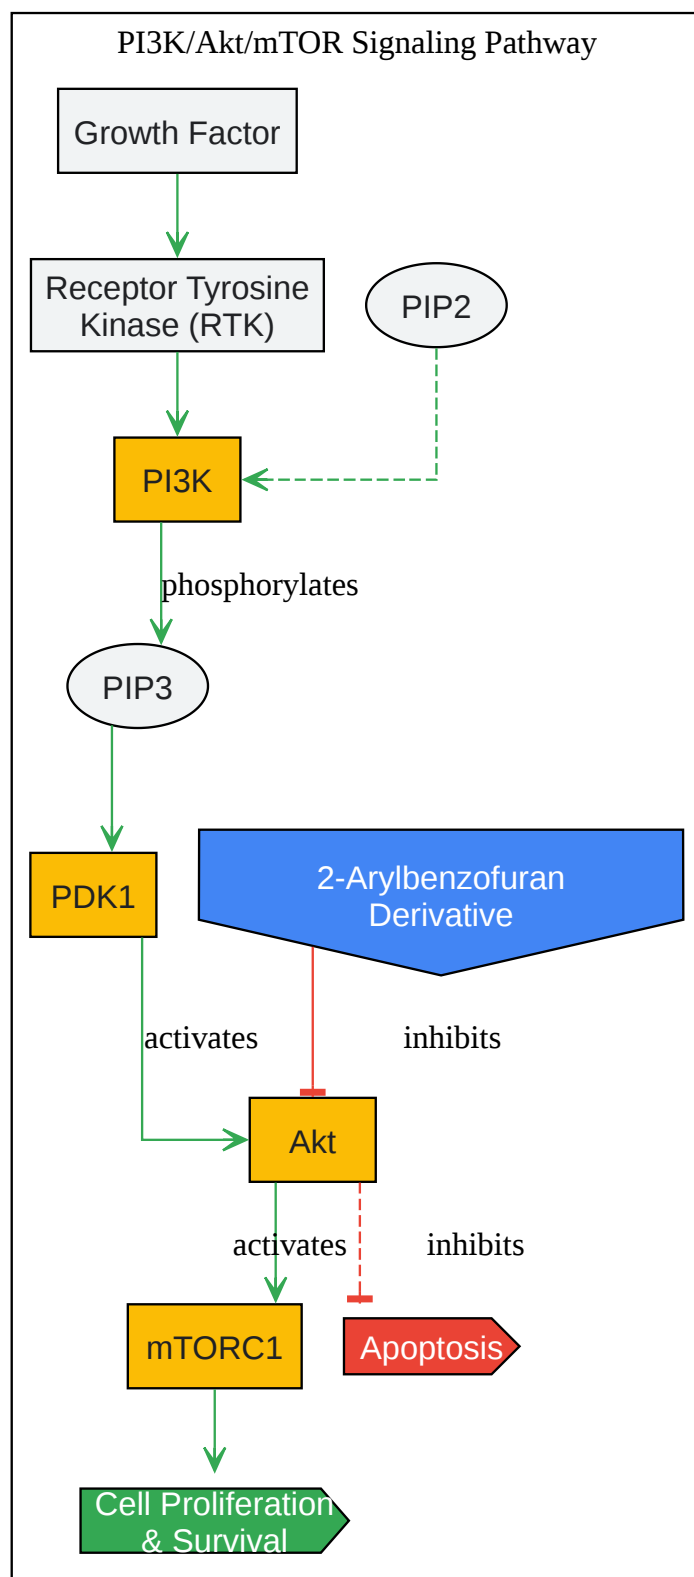 PI3K/Akt/mTOR Signaling Pathway
Growth Factor
Receptor Tyrosine
Kinase (RTK)
PIP2
PI3K
phosphorylates
PIP3
PDK1
2-Arylbenzofuran
Derivative
activates
inhibits
Akt
activates
inhibits
mTORC1
Apoptosis
Cell Proliferation
& Survival